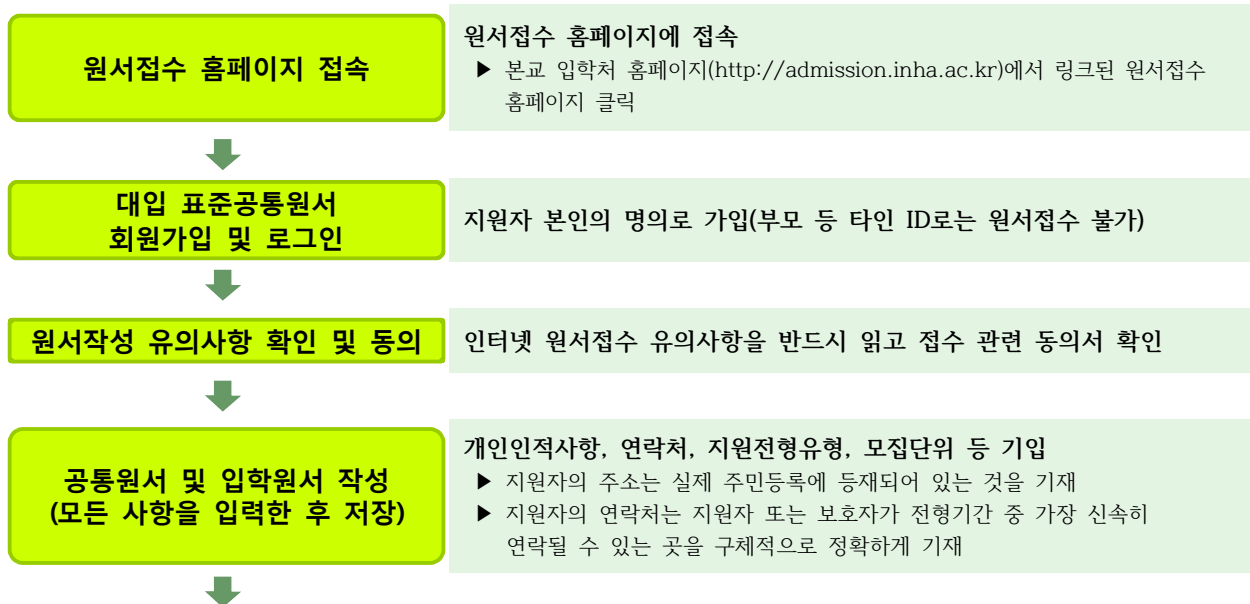 원서접수 홈페이지 접속
원서접수 홈페이지에 접속
▶ 본교 입학처 홈페이지(http://admission.inha.ac.kr)에서 링크된 원서접수
홈페이지 클릭
대입 표준공통원서
회원가입 및 로그인
지원자 본인의 명의로 가입(부모 등 타인 ID로는 원서접수 불가)
원서작성 유의사항 확인 및 동의
인터넷 원서접수 유의사항을 반드시 읽고 접수 관련 동의서 확인
공통원서 및 입학원서 작성
(모든 사항을 입력한 후 저장)
개인인적사항, 연락처, 지원전형유형, 모집단위 등 기입
▶ 지원자의 주소는 실제 주민등록에 등재되어 있는 것을 기재
▶ 지원자의 연락처는 지원자 또는 보호자가 전형기간 중 가장 신속히
연락될 수 있는 곳을 구체적으로 정확하게 기재